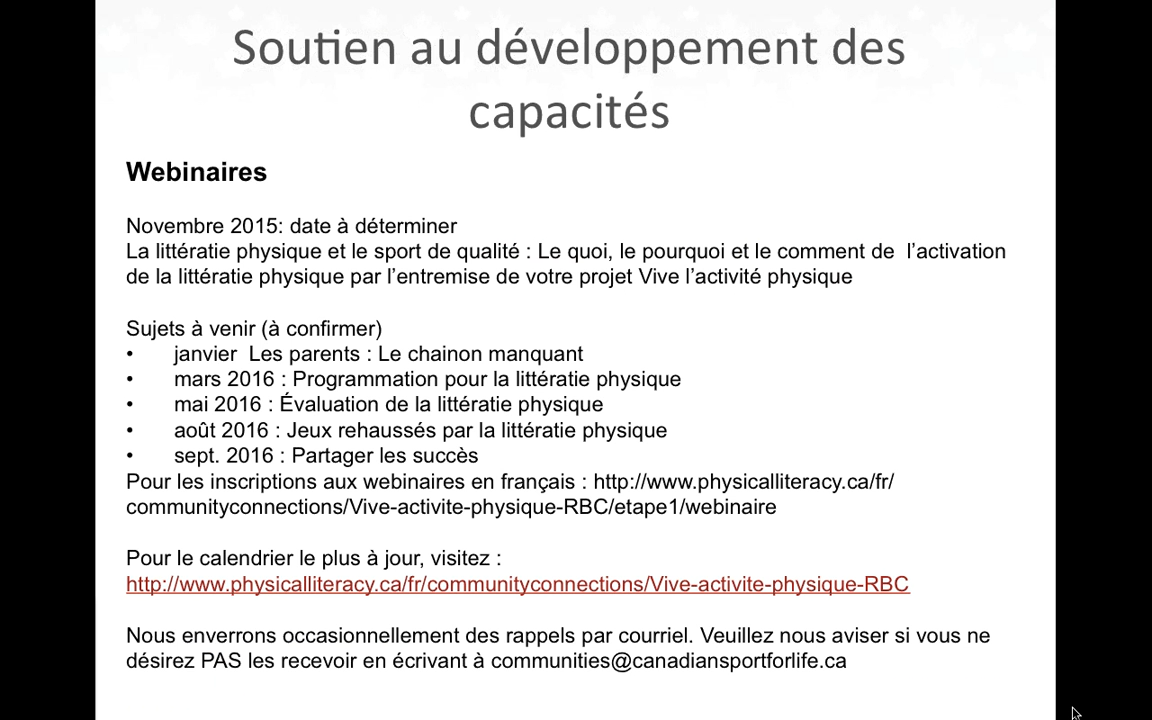 Soutien au développement des
capacités
Webinaires
Novembre 2015: date à déterminer
La littératie physique et le sport de qualité : Le quoi, le pourquoi et le comment de  l’activation
de la littératie physique par l’entremise de votre projet Vive l’activité physique
Sujets à venir (à confirmer)
• janvier  Les parents : Le chainon manquant
• mars 2016 : Programmation pour la littératie physique
• mai 2016 : Évaluation de la littératie physique
• août 2016 : Jeux rehaussés par la littératie physique
• sept. 2016 : Partager les succès
Pour les inscriptions aux webinaires en français : http://www.physicalliteracy.ca/fr/
communityconnections/Vive-activite-physique-RBC/etape1/webinaire
Pour le calendrier le plus à jour, visitez :
http://www.physicalliteracy.ca/fr/communityconnections/Vive-activite-physique-RBC
Nous enverrons occasionnellement des rappels par courriel. Veuillez nous aviser si vous ne
désirez PAS les recevoir en écrivant à communities@canadiansportforlife.ca